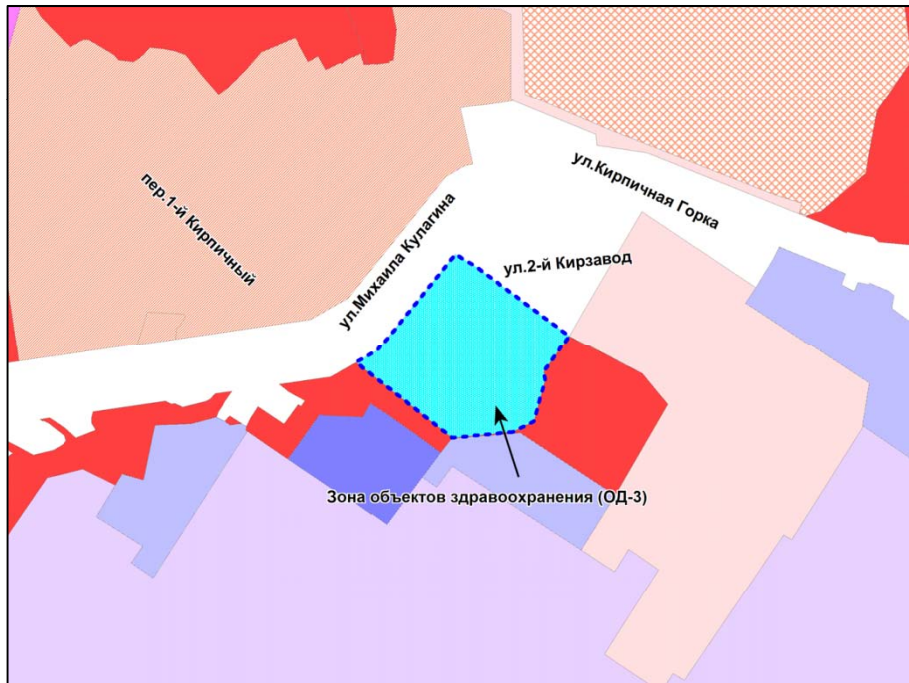 ул.Кирпичная Горка
пер.1-й Кирпичный
ул.Михаила Кулагина
ул.2-й Кирзавод
Зона объектов здравоохранения (ОД-3)